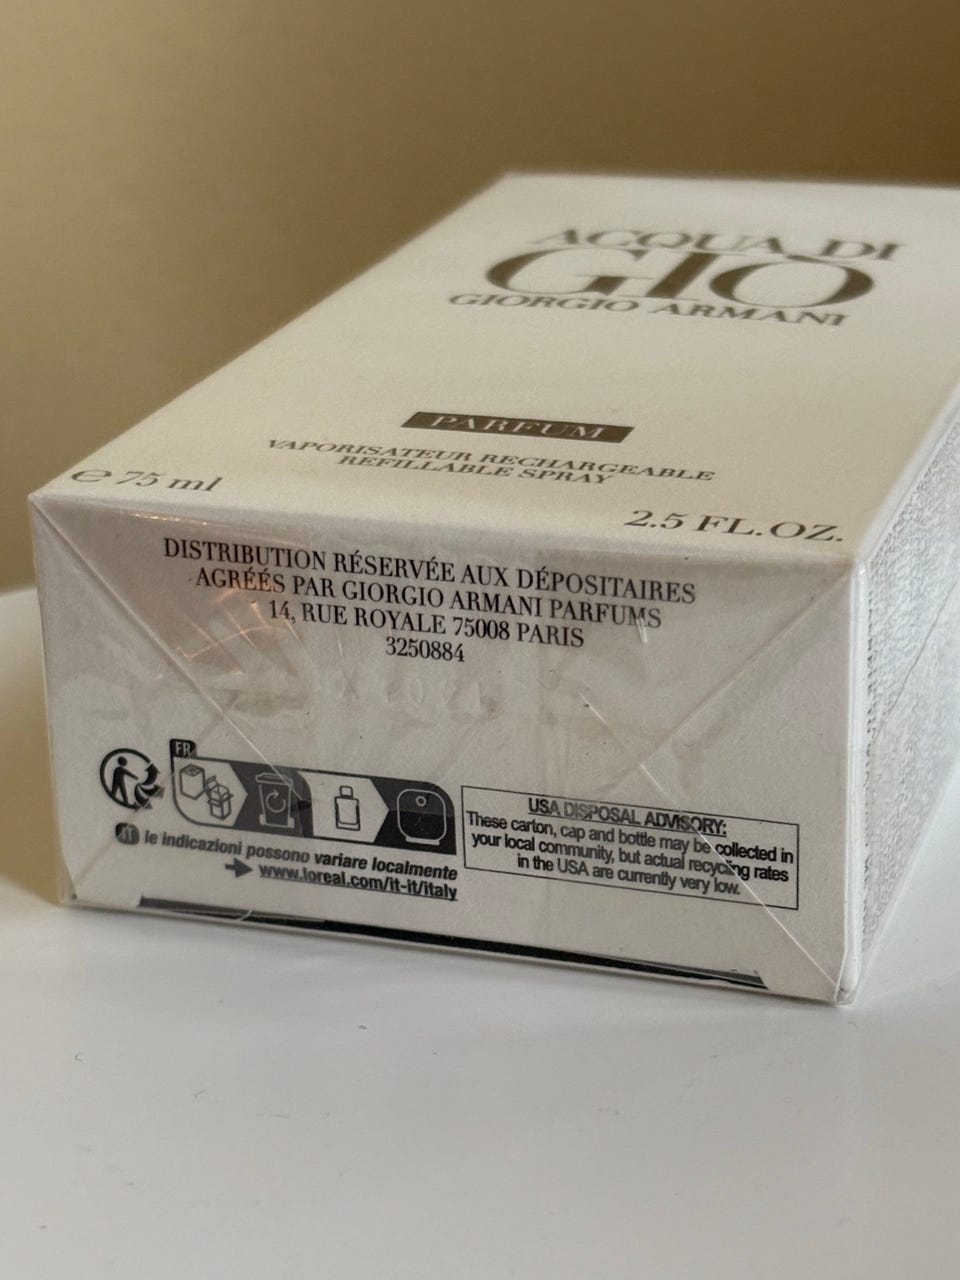 ACQUA DI
GIÒ
GIORGIO ARMANI
PARFUM
VAPORISATEUR RECHARGEABLE
REFILLABLE SPRAY
℮ 75 ml
2.5 FL.OZ.
DISTRIBUTION RÉSERVÉE AUX DÉPOSITAIRES
AGRÉÉS PAR GIORGIO ARMANI PARFUMS
14, RUE ROYALE 75008 PARIS
3250884
FR
IT le indicazioni possono variare localmente
www.loreal.com/it-it/italy
USA DISPOSAL ADVISORY:
These carton, cap and bottle may be collected in
your local community, but actual recycling rates
in the USA are currently very low.